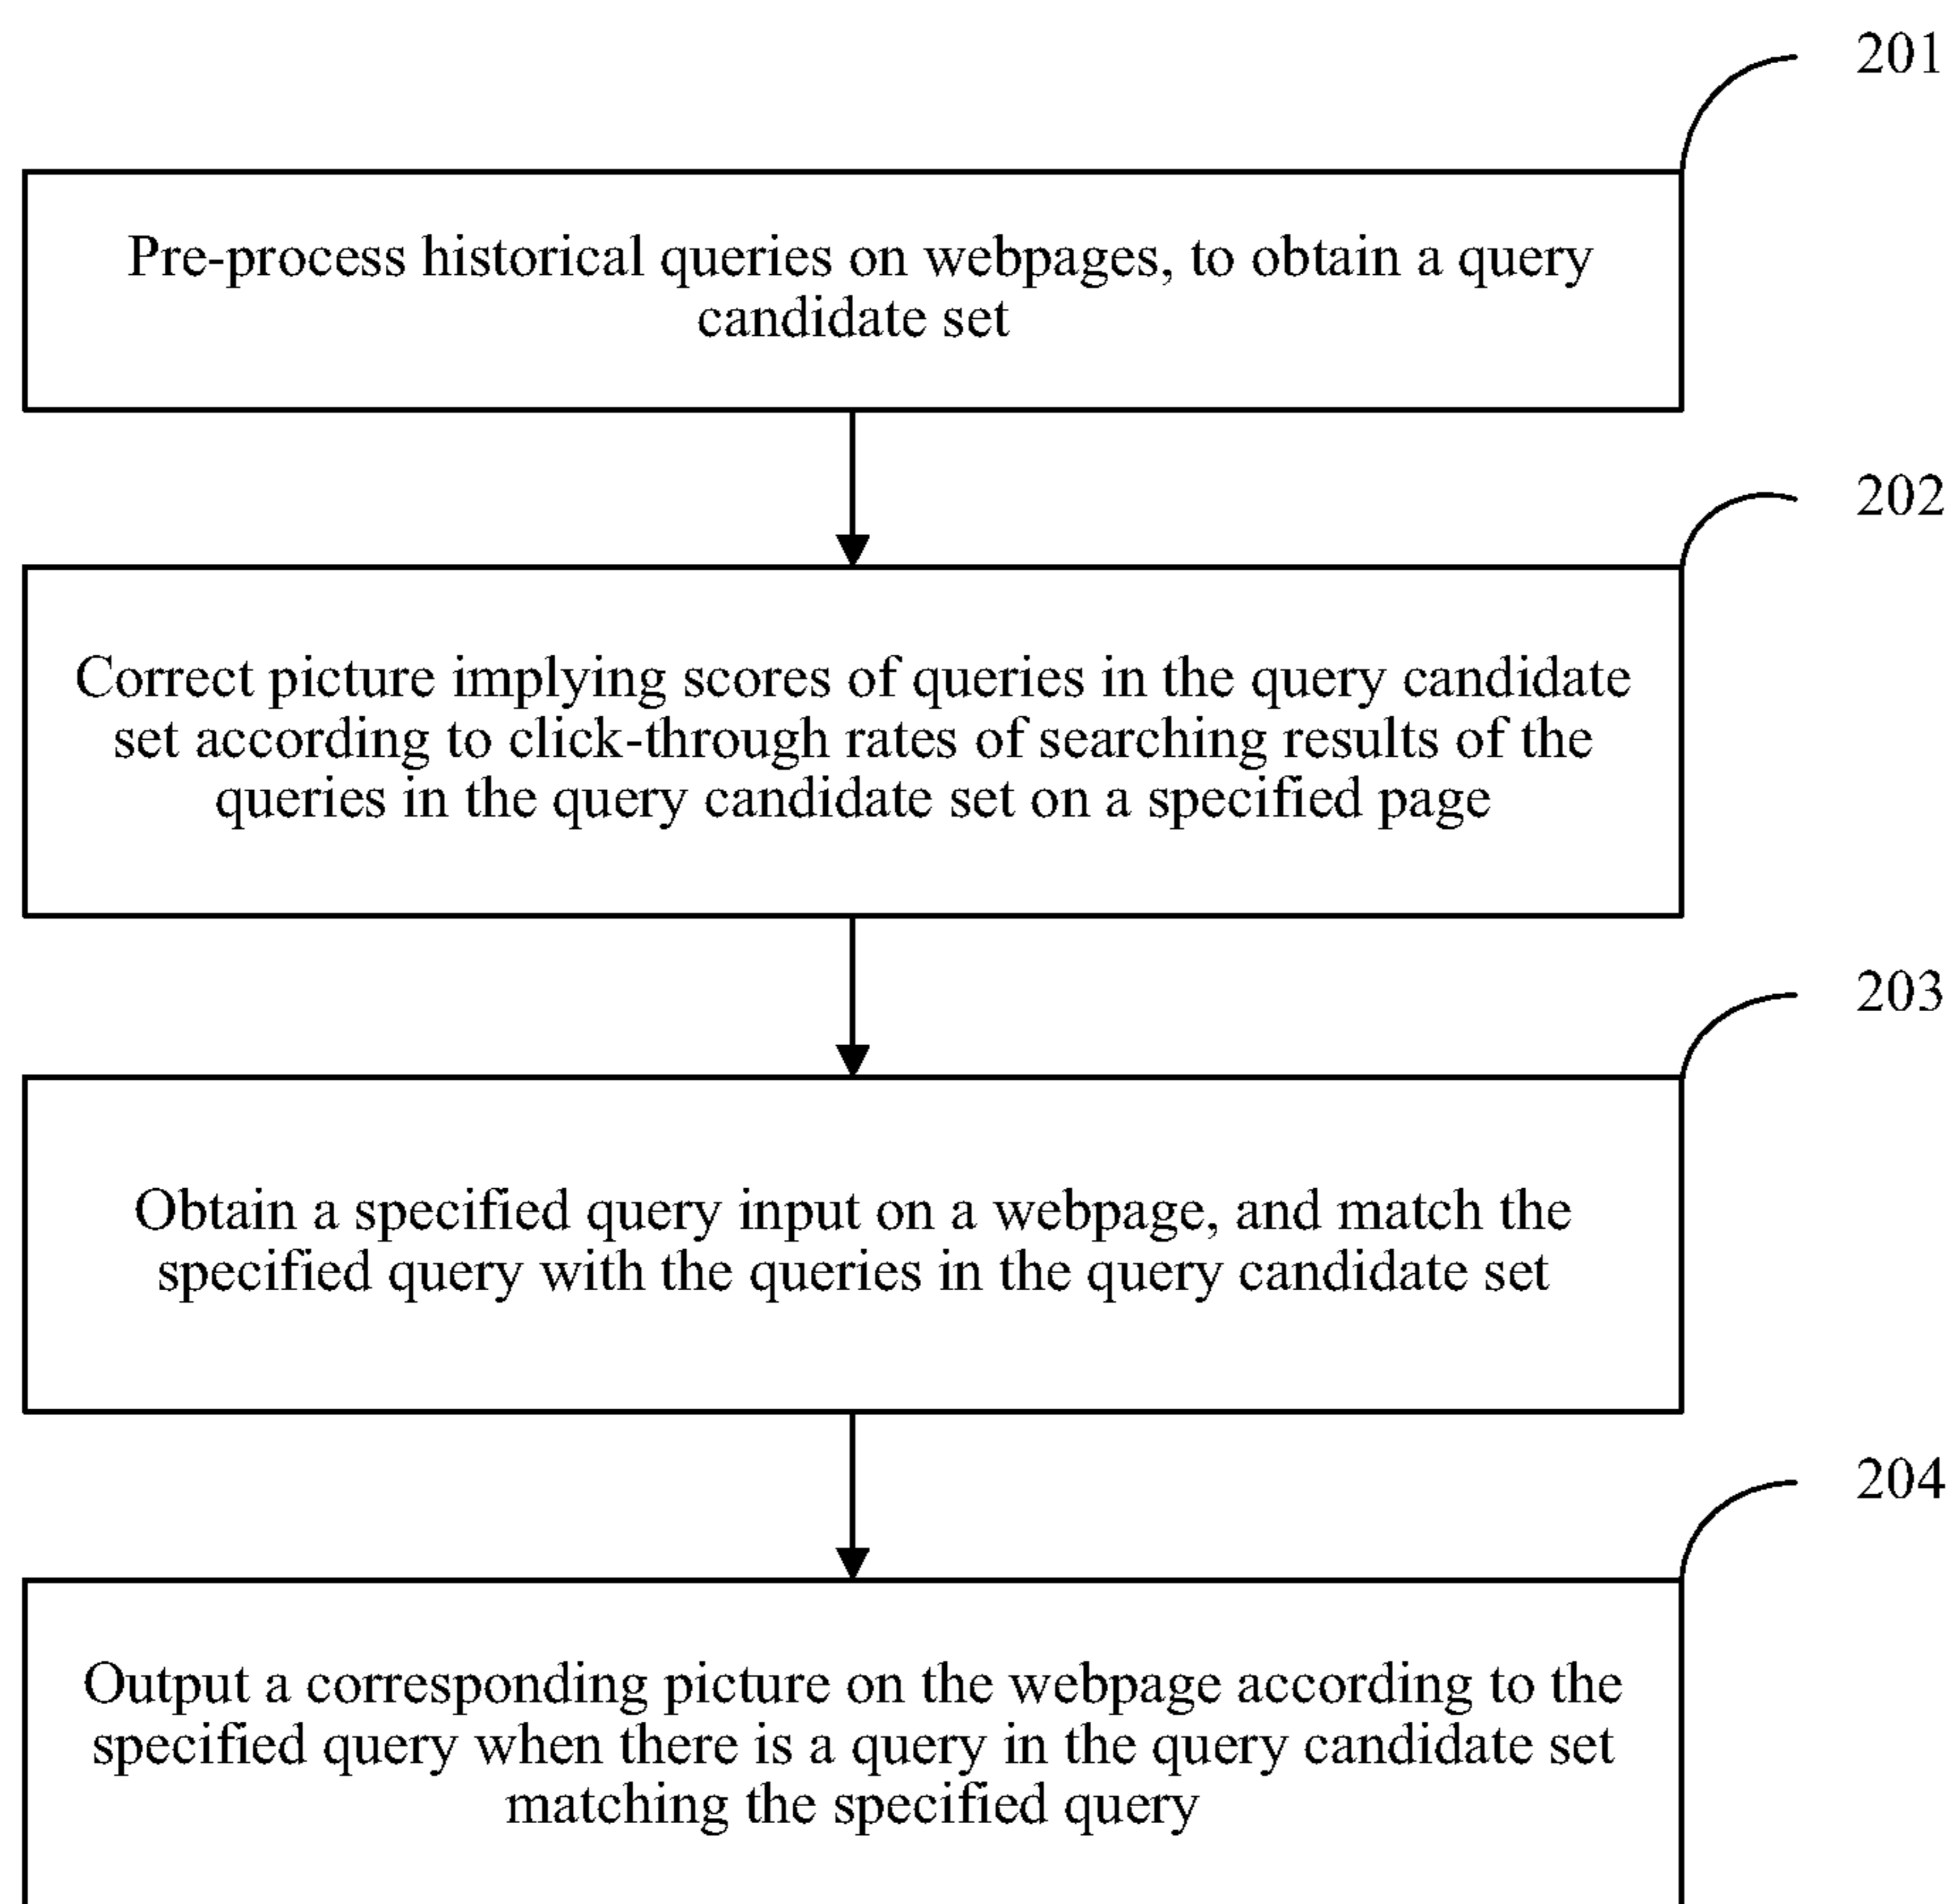 201
Pre-process historical queries on webpages, to obtain a query
candidate set
202
Correct picture implying scores of queries in the query candidate
set according to click-through rates of searching results of the
queries in the query candidate set on a specified page
203
Obtain a specified query input on a webpage, and match the
specified query with the queries in the query candidate set
204
Output a corresponding picture on the webpage according to the
specified query when there is a query in the query candidate set
matching the specified query